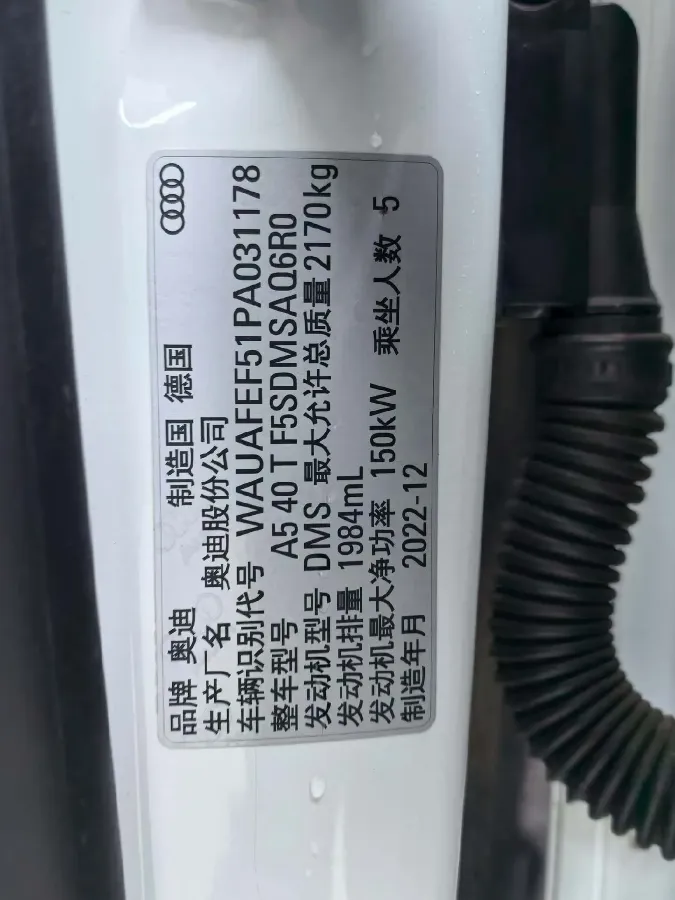 品牌 奥迪 制造国 德国
生产厂名 奥迪股份公司
车辆识别代号 WAUAFEF51PA031178
整车型号 A5 40 T F5SDMSAQ6R0
发动机型号 DMS 最大允许总质量 2170kg
发动机排量 1984mL
发动机最大净功率 150kW 乘坐人数 5
制造年月 2022-12